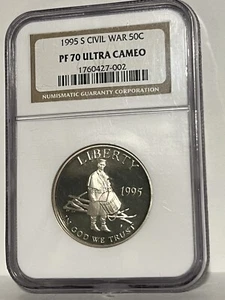 1995 S CIVIL WAR 50C
PF 70 ULTRA CAMEO
1760427-002
NUMISMATIC GUARANTY CORPORATION
LIBERTY
1995
IN GOD WE TRUST